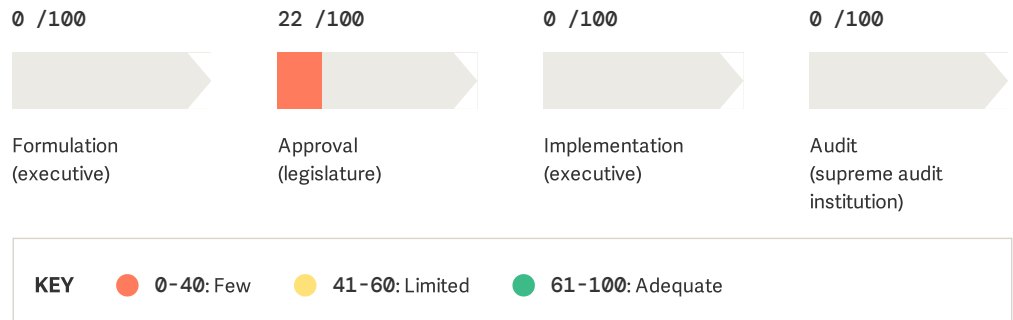 0 /100
22 /100
0 /100
0 /100
Formulation
(executive)
Approval
(legislature)
Implementation
(executive)
Audit
(supreme audit
institution)
KEY
0-40: Few
41-60: Limited
61-100: Adequate